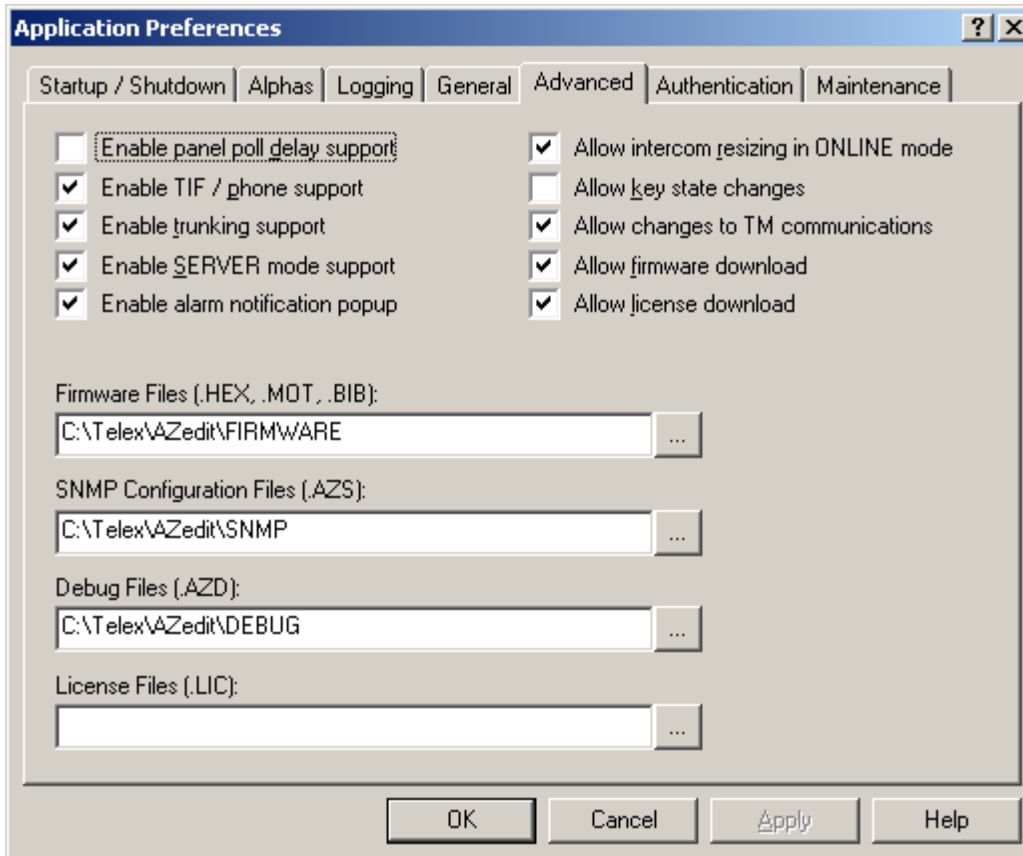 Application Preferences
Startup / Shutdown Alphas Logging General Advanced Authentication Maintenance
Enable panel poll delay support
Enable TIF / phone support
Enable trunking support
Enable SERVER mode support
Enable alarm notification popup
Allow intercom resizing in ONLINE mode
Allow key state changes
Allow changes to TM communications
Allow firmware download
Allow license download
Firmware Files (.HEX, .MOT, .BIB):
C:\Telex\AZedit\FIRMWARE
...
SNMP Configuration Files (.AZS):
C:\Telex\AZedit\SNMP
...
Debug Files (.AZD):
C:\Telex\AZedit\DEBUG
...
License Files (.LIC):
...
OK Cancel Apply Help